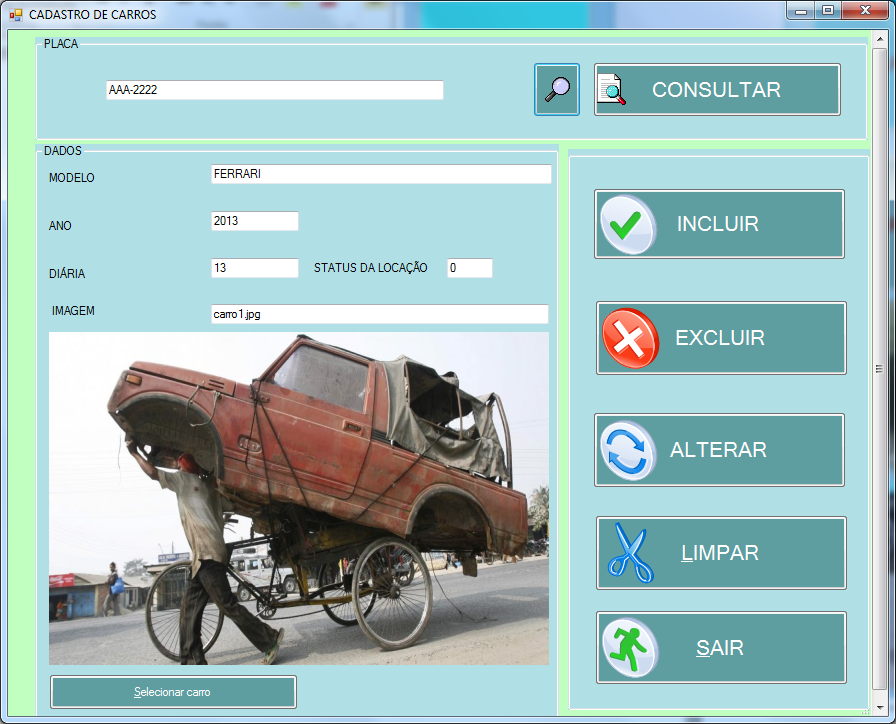 CADASTRO DE CARROS
PLACA
AAA-2222
CONSULTAR
DADOS
MODELO
FERRARI
ANO
2013
DIÁRIA
13
STATUS DA LOCAÇÃO
0
IMAGEM
carro1.jpg
Selecionar carro
INCLUIR
EXCLUIR
ALTERAR
LIMPAR
SAIR